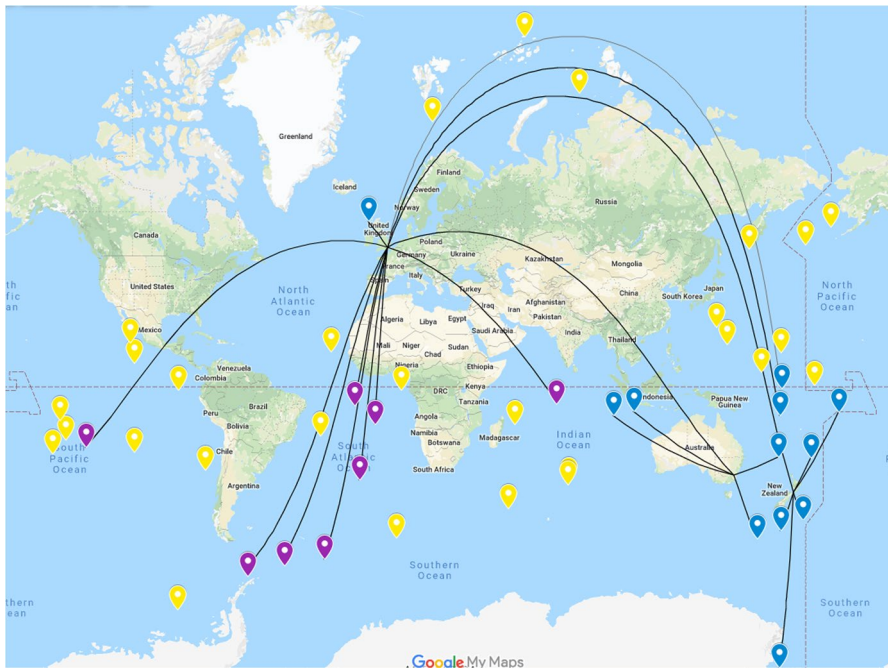 Greenland
Iceland
Finland
Sweden
Norway
Russia
United
Kingdom
Canada
Poland
Germany
Ukraine
France
Kazakhstan
Mongolia
Spain
Italy
United States
North
Atlantic
Ocean
Turkey
China
South Korea
Japan
North
Pacific
Ocean
Iraq
Iran
Afghanistan
Pakistan
Algeria
Libya
Egypt
Mexico
Saudi Arabia
India
Mali
Niger
Sudan
Chad
Thailand
Nigeria
Ethiopia
Venezuela
Colombia
DRC
Kenya
Indonesia
Papua New
Guinea
Tanzania
Peru
Brazil
Angola
Bolivia
Namibia
Madagascar
Botswana
Indian
Ocean
Australia
South
Pacific
Ocean
South
Atlantic
Ocean
Chile
South Africa
Argentina
New
Zealand
Southern
Ocean
thern
ean
Southern
Ocean
Google My Maps